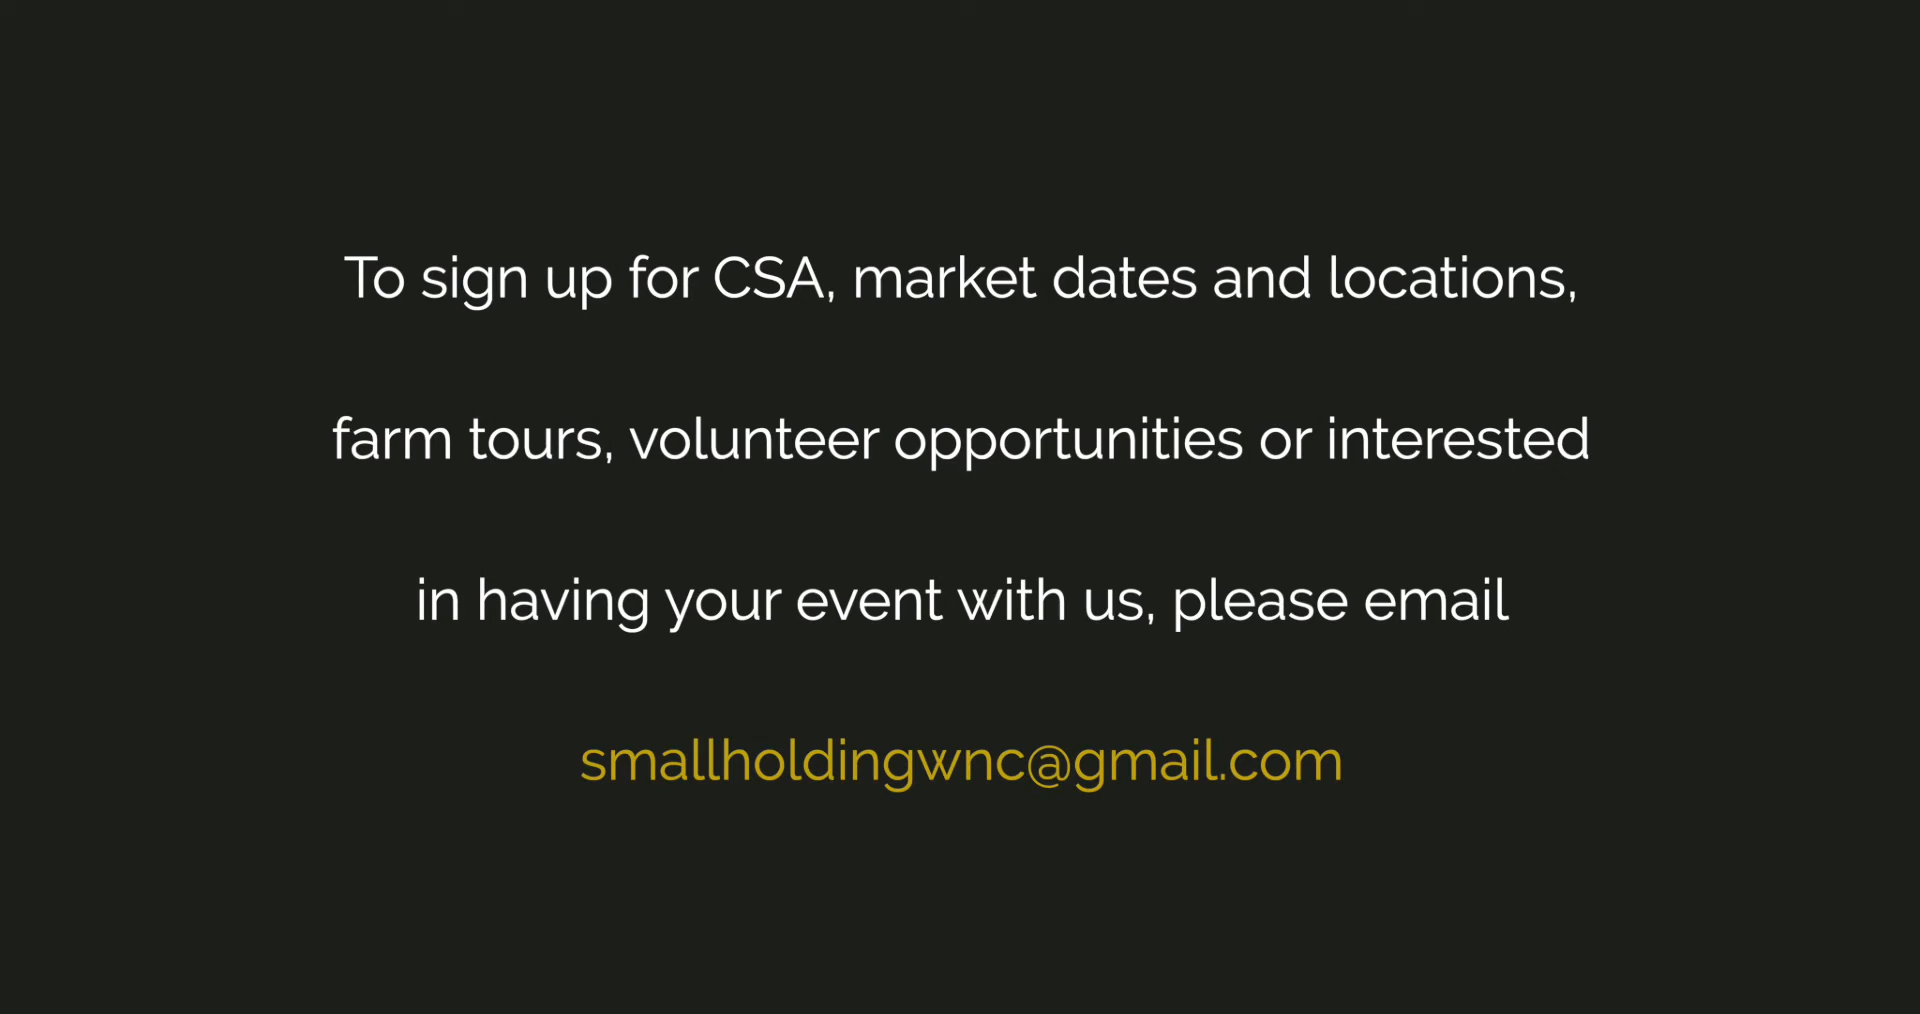 To sign up for CSA, market dates and locations,
farm tours, volunteer opportunities or interested
in having your event with us, please email
smallholdingwnc@gmail.com